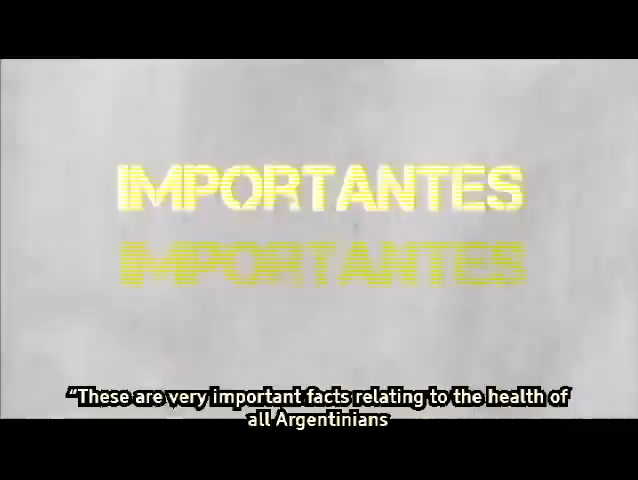 IMPORTANTES
IMPORTANTES
“These are very important facts relating to the health of
all Argentinians